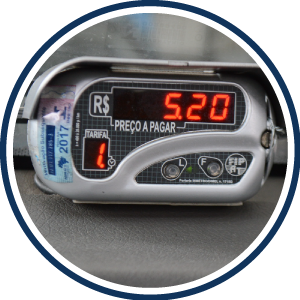 R$ 5.20
PREÇO A PAGAR
TARIFA
1.
L F
2017